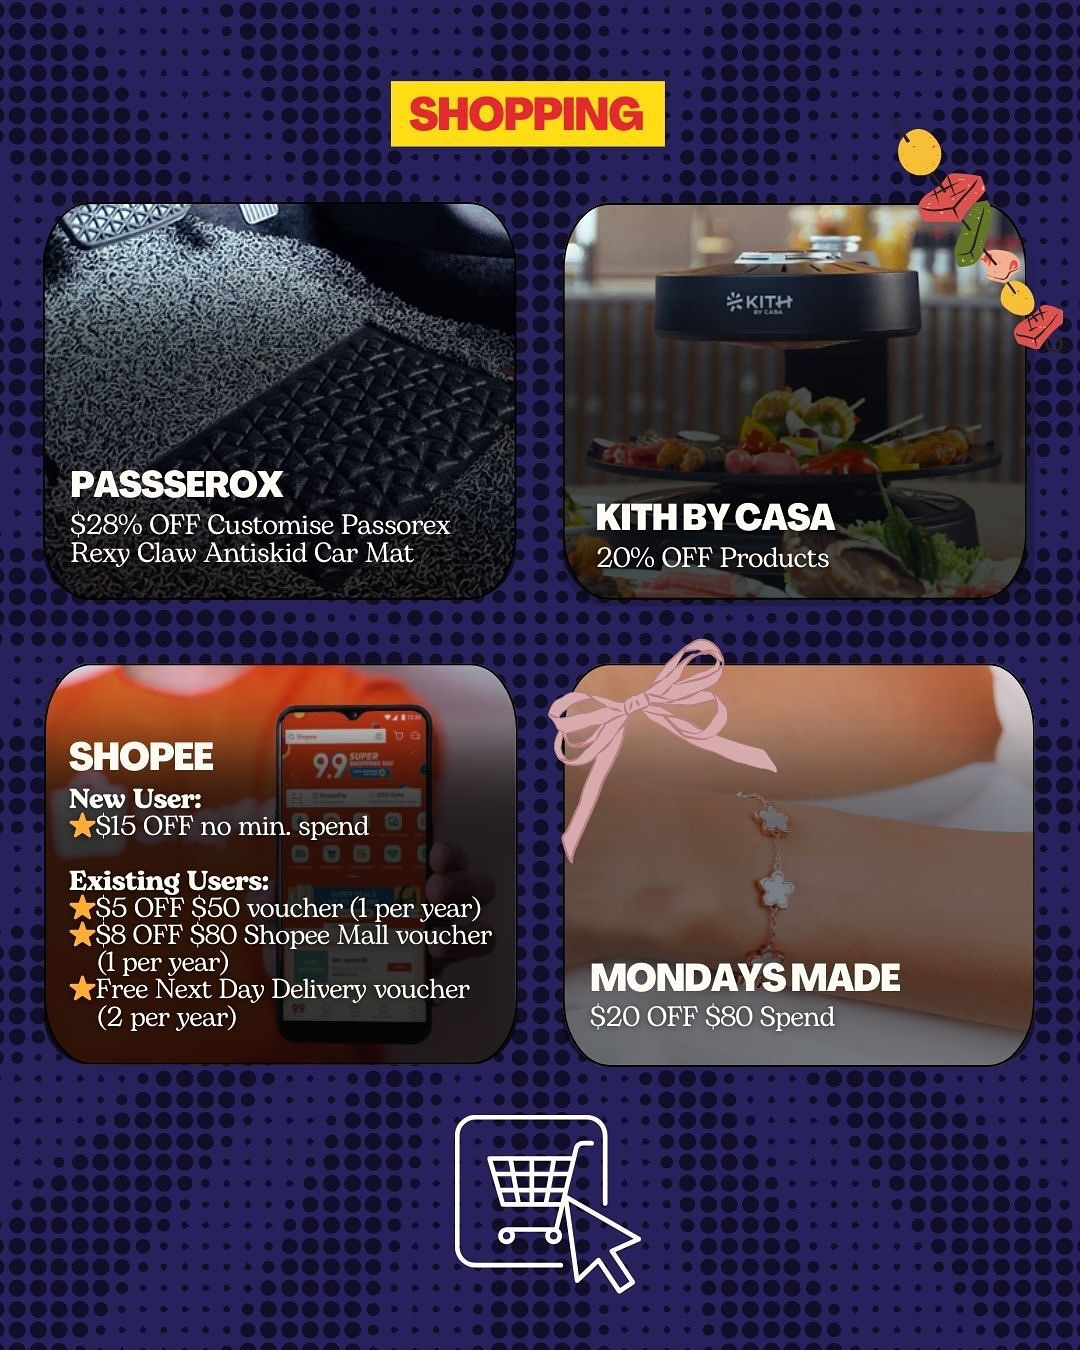 SHOPPING
PASSSEROX
$28% OFF Customise Passorex
Rexy Claw Antiskid Car Mat
KITH
BY CASA
KITH BY CASA
20% OFF Products
Shopee
9.9 SUPER
SHOPPING DAY
SHOPEE
New User:
⭐$15 OFF no min. spend
Existing Users:
⭐$5 OFF $50 voucher (1 per year)
⭐$8 OFF $80 Shopee Mall voucher
(1 per year)
⭐Free Next Day Delivery voucher
(2 per year)
MONDAYS MADE
$20 OFF $80 Spend